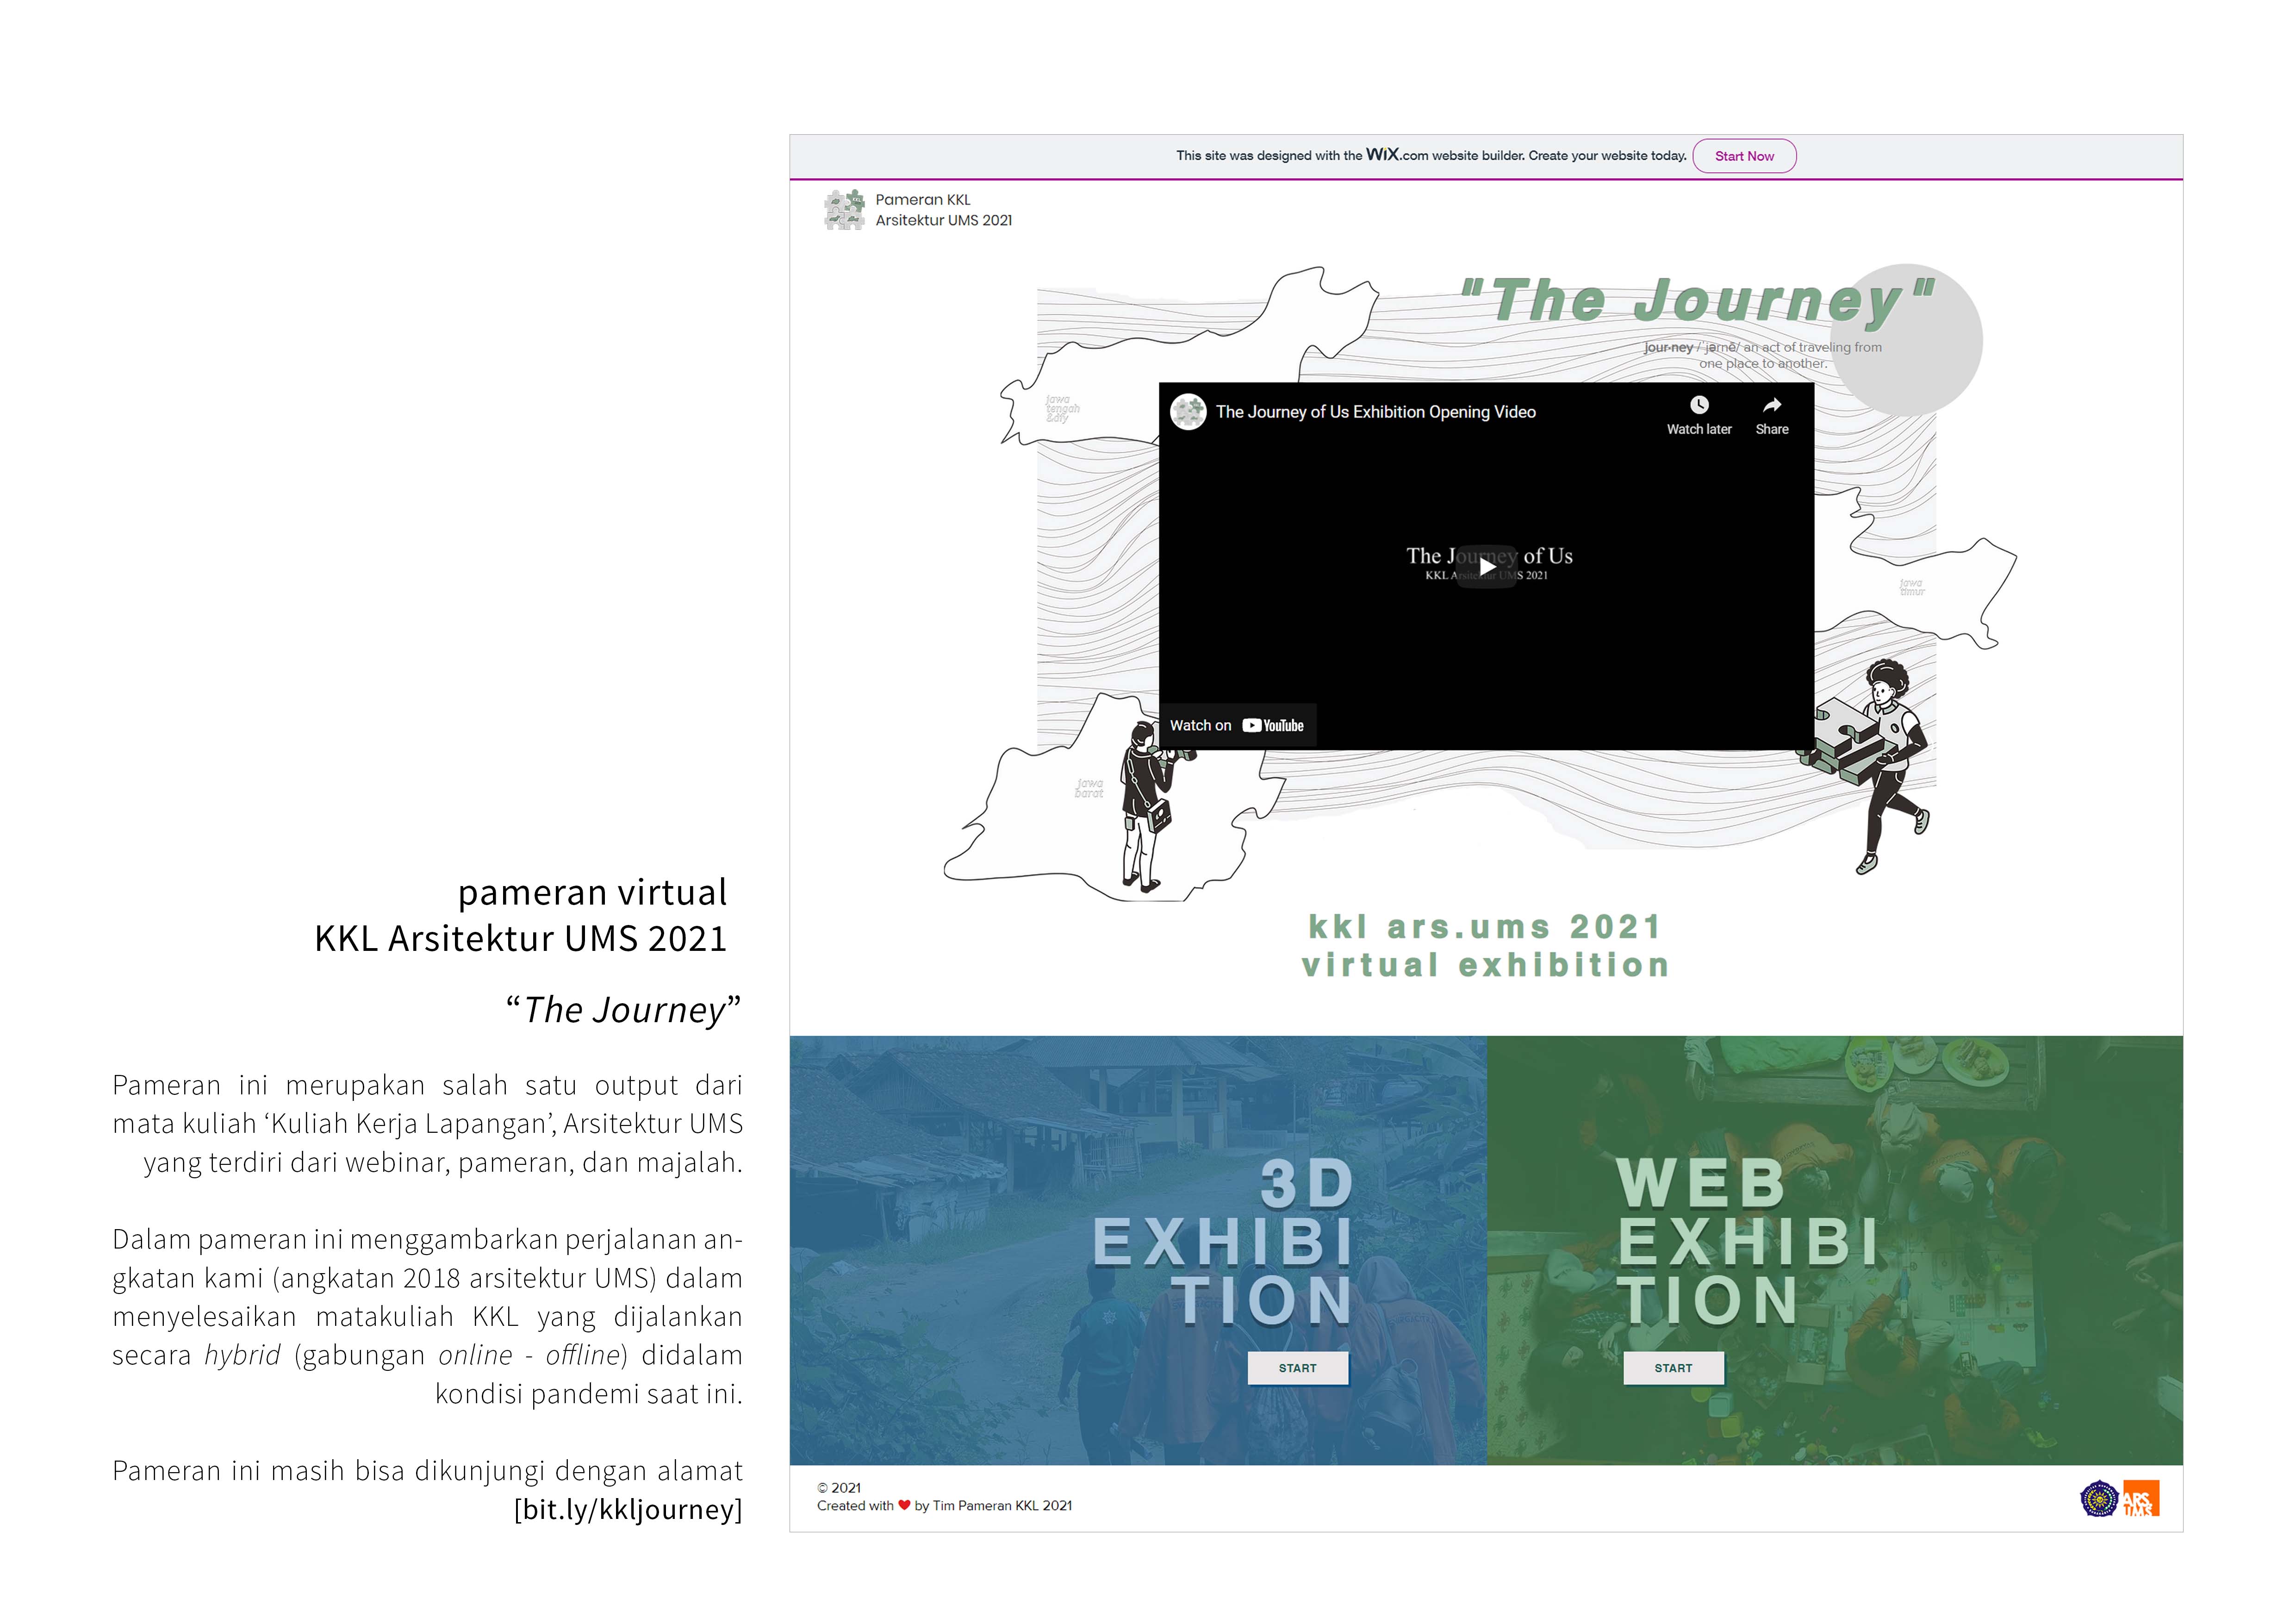 pameran virtual
KKL Arsitektur UMS 2021
“The Journey”
Pameran ini merupakan salah satu output dari
mata kuliah ‘Kuliah Kerja Lapangan’, Arsitektur UMS
yang terdiri dari webinar, pameran, dan majalah.
Dalam pameran ini menggambarkan perjalanan an-
gkatan kami (angkatan 2018 arsitektur UMS) dalam
menyelesaikan matakuliah KKL yang dijalankan
secara hybrid (gabungan online - offline) didalam
kondisi pandemi saat ini.
Pameran ini masih bisa dikunjungi dengan alamat
[bit.ly/kkljourney]
This site was designed with the WiX.com website builder. Create your website today. Start Now
Pameran KKL
Arsitektur UMS 2021
"The Journey"
jour·ney /ˈjərnē/ an act of traveling from
one place to another.
jawa
tengah
&diy
The Journey of Us Exhibition Opening Video
Watch later
Share
The Journey of Us
KKL Arsitektur UMS 2021
Watch on YouTube
jawa
timur
jawa
barat
kkl ars.ums 2021
virtual exhibition
3D
EXHIBI
TION
START
WEB
EXHIBI
TION
START
© 2021
Created with ❤ by Tim Pameran KKL 2021
ARS
UMS